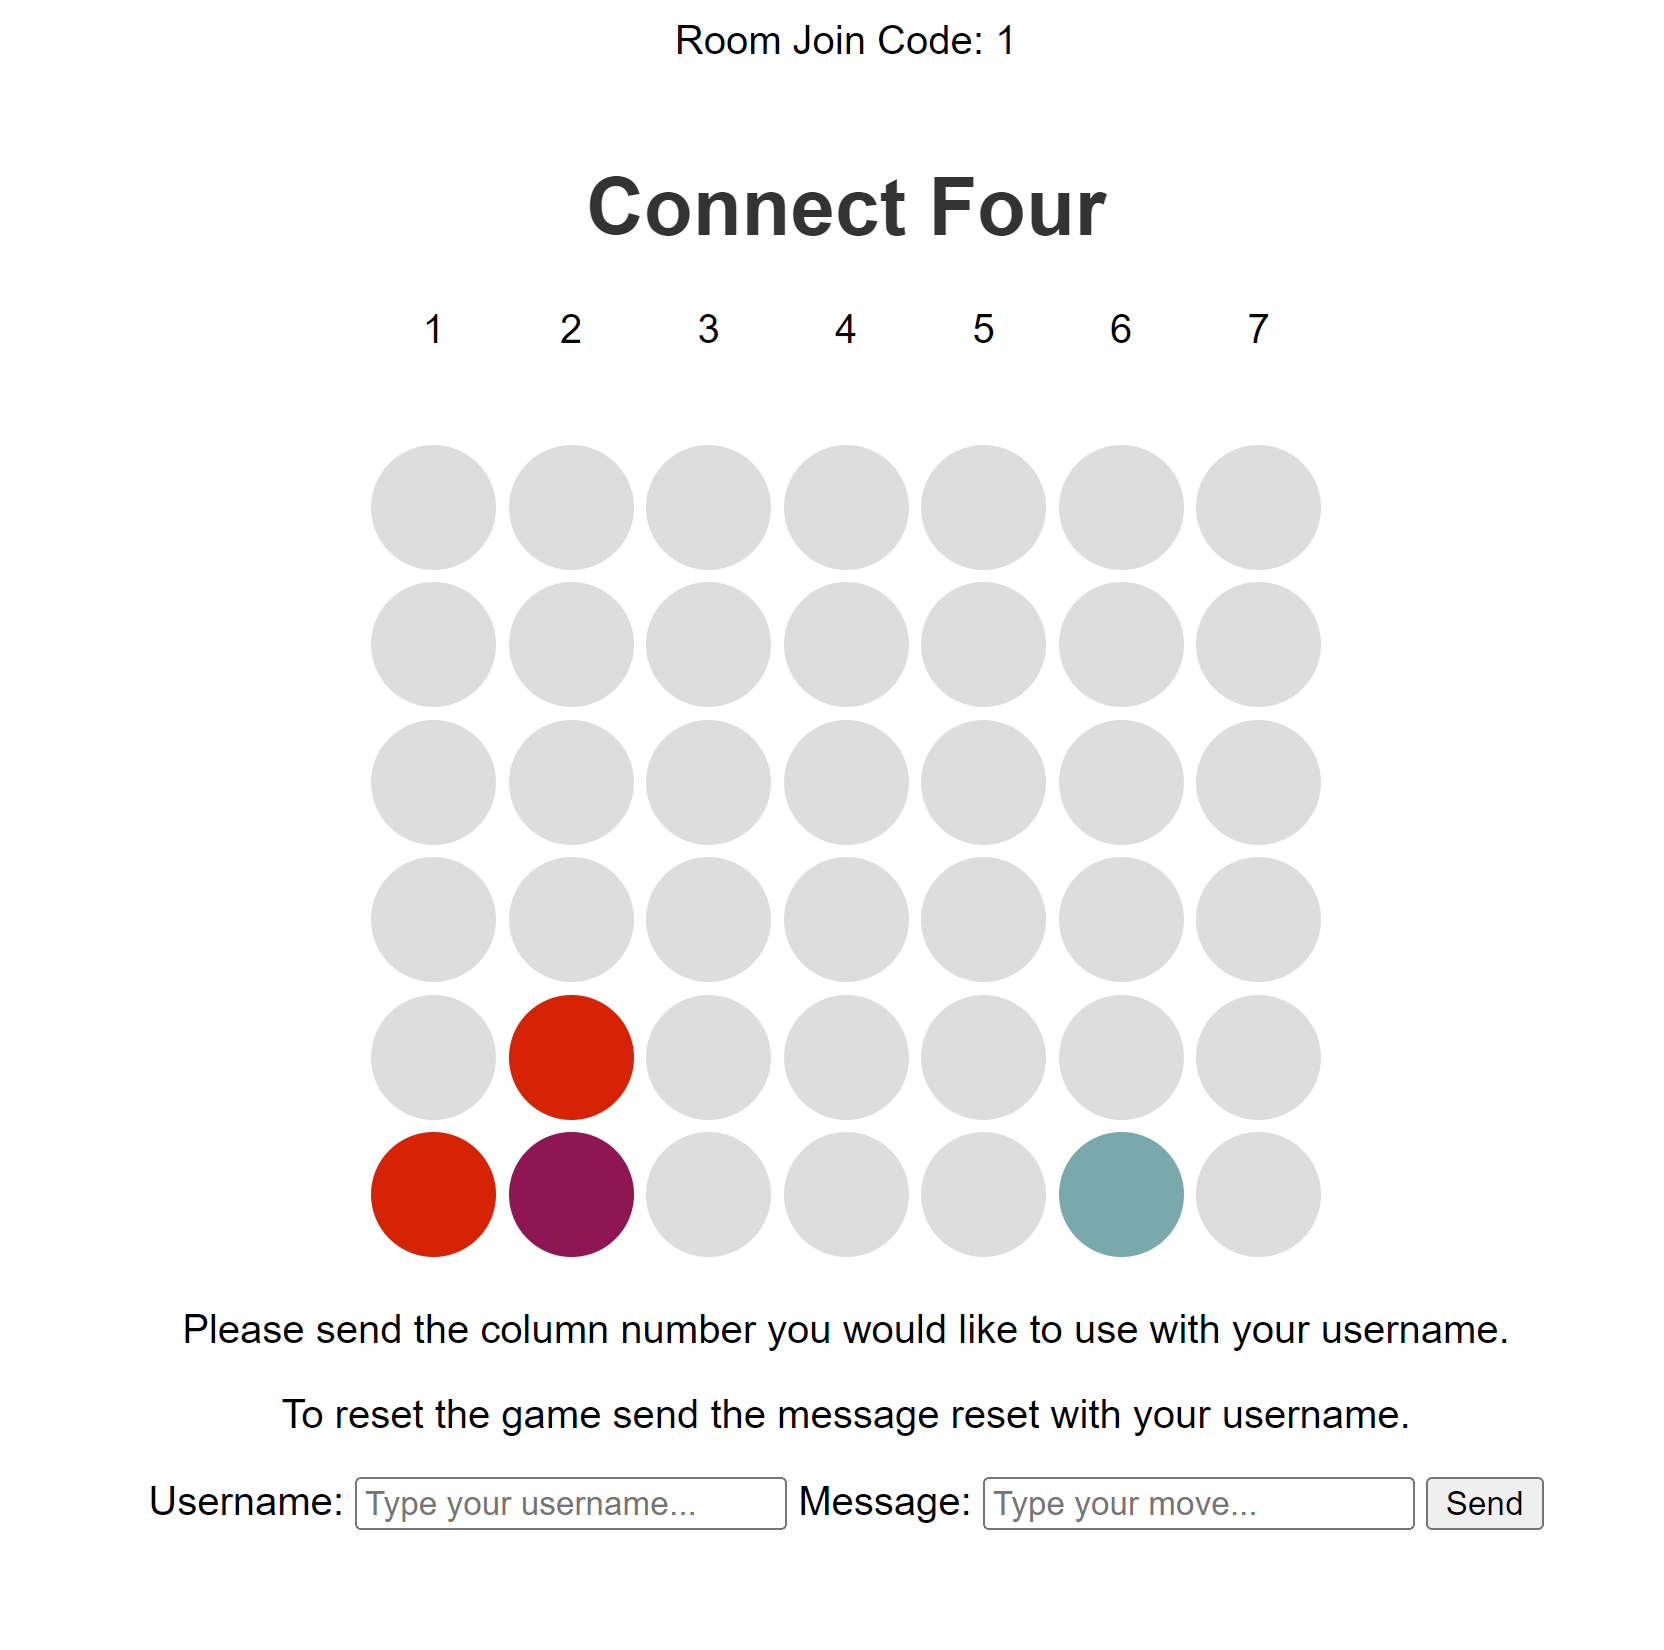 Room Join Code: 1
Connect Four
1 2 3 4 5 6 7
Please send the column number you would like to use with your username.
To reset the game send the message reset with your username.
Username: Type your username... Message: Type your move... Send